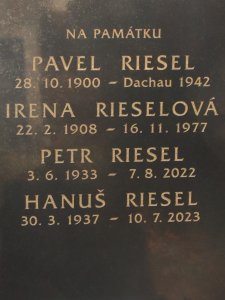 NA PAMÁTKU
PAVEL RIESEL
28. 10. 1900 – Dachau 1942
IRENA RIESELOVÁ
22. 2. 1908 – 16. 11. 1977
PETR RIESEL
3. 6. 1933 – 7. 8. 2022
HANUŠ RIESEL
30. 3. 1937 – 10. 7. 2023